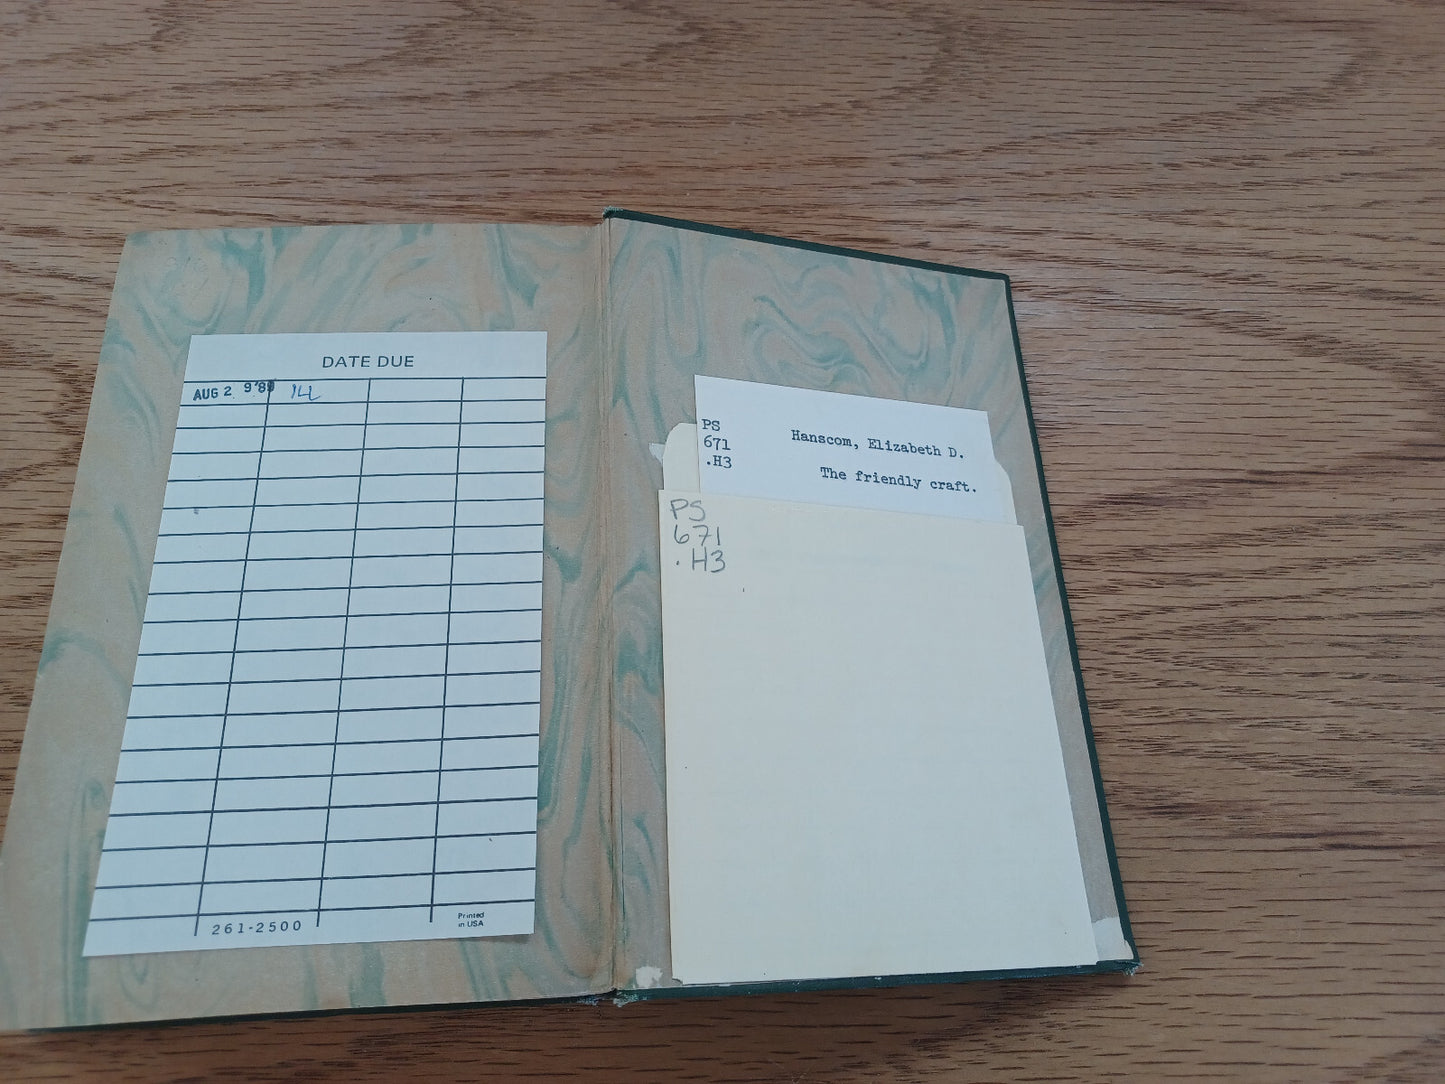 DATE DUE
AUG 2 9 '89 ILL
261-2500
Printed
in USA
PS
671
.H3
Hanscom, Elizabeth D.
The friendly craft.
PS
671
.H3